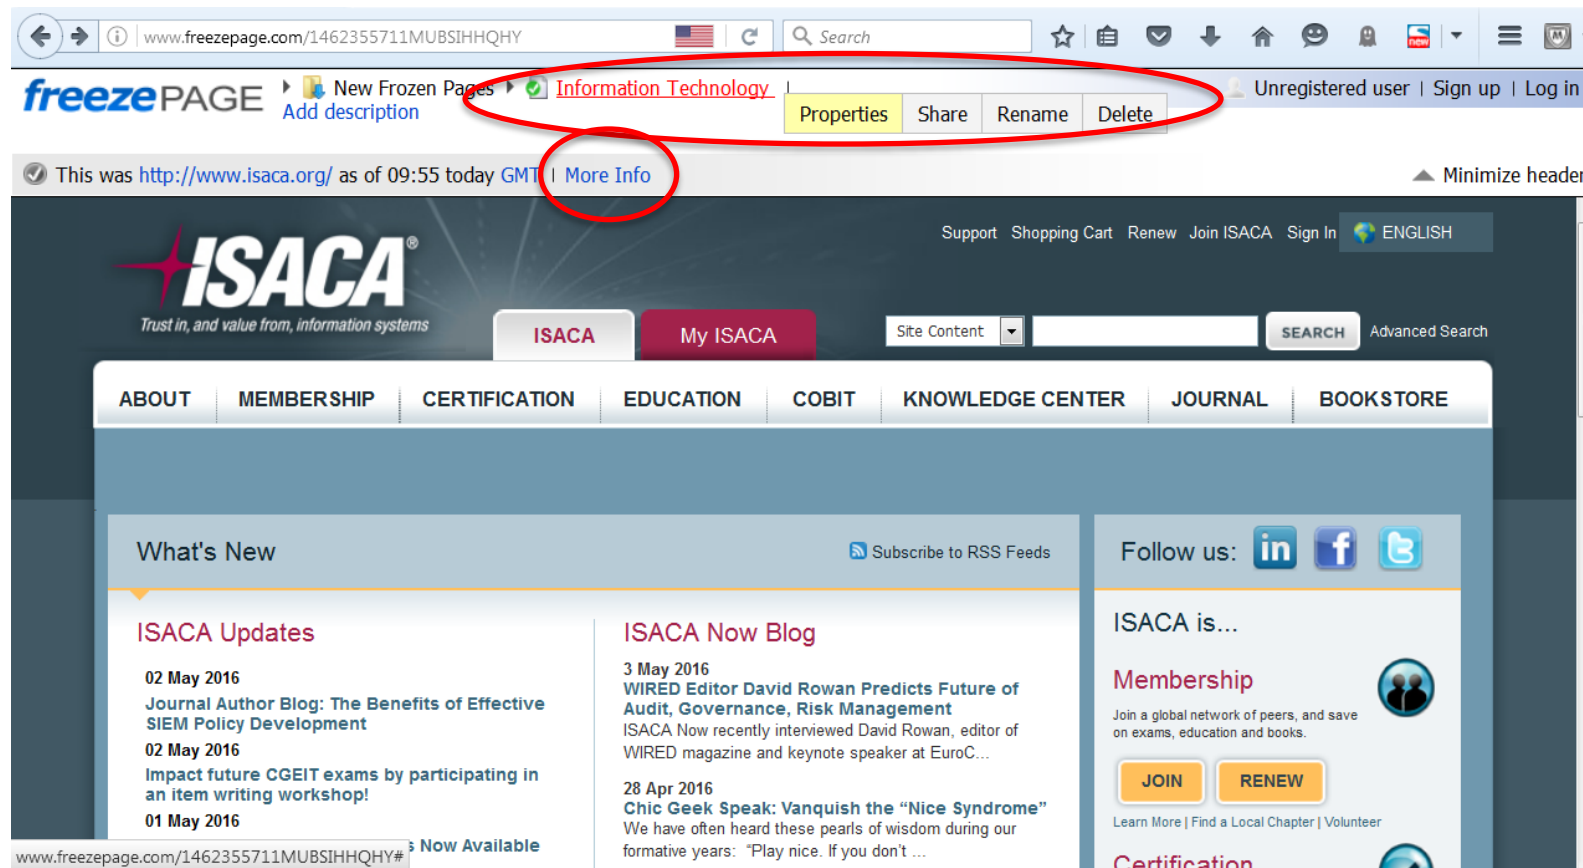 www.freezepage.com/1462355711MUBSIHHQHY
Search
new
freezePAGE
New Frozen Pages
Information Technology
Add description
Properties
Share
Rename
Delete
Unregistered user | Sign up | Log in
This was http://www.isaca.org/ as of 09:55 today GMT | More Info
Minimize header
ISACA®
Trust in, and value from, information systems
Support Shopping Cart Renew Join ISACA Sign In ENGLISH
ISACA
My ISACA
Site Content
SEARCH
Advanced Search
ABOUT
MEMBERSHIP
CERTIFICATION
EDUCATION
COBIT
KNOWLEDGE CENTER
JOURNAL
BOOKSTORE
What's New
Subscribe to RSS Feeds
ISACA Updates
02 May 2016
Journal Author Blog: The Benefits of Effective
SIEM Policy Development
02 May 2016
Impact future CGEIT exams by participating in
an item writing workshop!
01 May 2016
s Now Available
ISACA Now Blog
3 May 2016
WIRED Editor David Rowan Predicts Future of
Audit, Governance, Risk Management
ISACA Now recently interviewed David Rowan, editor of
WIRED magazine and keynote speaker at EuroC...
28 Apr 2016
Chic Geek Speak: Vanquish the “Nice Syndrome”
We have often heard these pearls of wisdom during our
formative years: “Play nice. If you don't ...
Follow us:
in
f
t
ISACA is...
Membership
Join a global network of peers, and save
on exams, education and books.
JOIN
RENEW
Learn More | Find a Local Chapter | Volunteer
Certification
www.freezepage.com/1462355711MUBSIHHQHY#